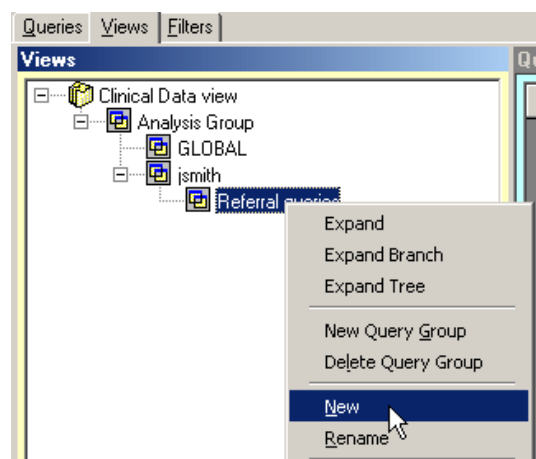 Queries Views Filters
Views
Clinical Data view
Analysis Group
GLOBAL
jsmith
Referral queries
Expand
Expand Branch
Expand Tree
New Query Group
Delete Query Group
New
Rename